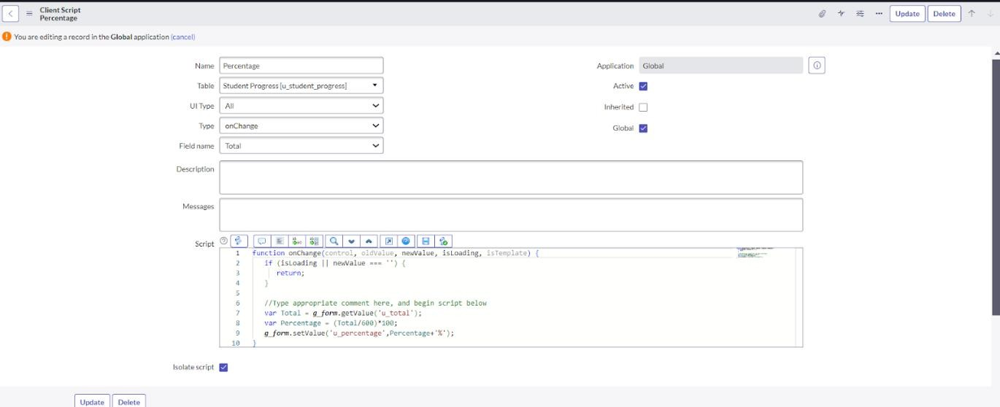 Client Script
Percentage
Update
Delete
You are editing a record in the Global application (cancel)
Name
Percentage
Application
Global
Table
Student Progress [u_student_progress]
Active
UI Type
All
Inherited
Type
onChange
Global
Field name
Total
Description
Messages
Script
1 function onChange(control, oldValue, newValue, isLoading, isTemplate) {
2 if (isLoading || newValue === '') {
3 return;
4 }
5
6 //Type appropriate comment here, and begin script below
7 var Total = g_form.getValue('u_total');
8 var Percentage = (Total/600)*100;
9 g_form.setValue('u_percentage',Percentage+'%');
10 }
Isolate script
Update
Delete